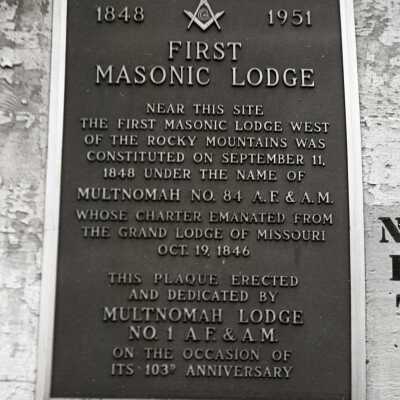 1848 G 1951
FIRST
MASONIC LODGE
NEAR THIS SITE
THE FIRST MASONIC LODGE WEST
OF THE ROCKY MOUNTAINS WAS
CONSTITUTED ON SEPTEMBER 11,
1848 UNDER THE NAME OF
MULTNOMAH NO. 84 A.F. & A.M.
WHOSE CHARTER EMANATED FROM
THE GRAND LODGE OF MISSOURI
OCT. 19, 1846
THIS PLAQUE ERECTED
AND DEDICATED BY
MULTNOMAH LODGE
NO. 1 A.F. & A.M.
ON THE OCCASION OF
ITS 103D ANNIVERSARY